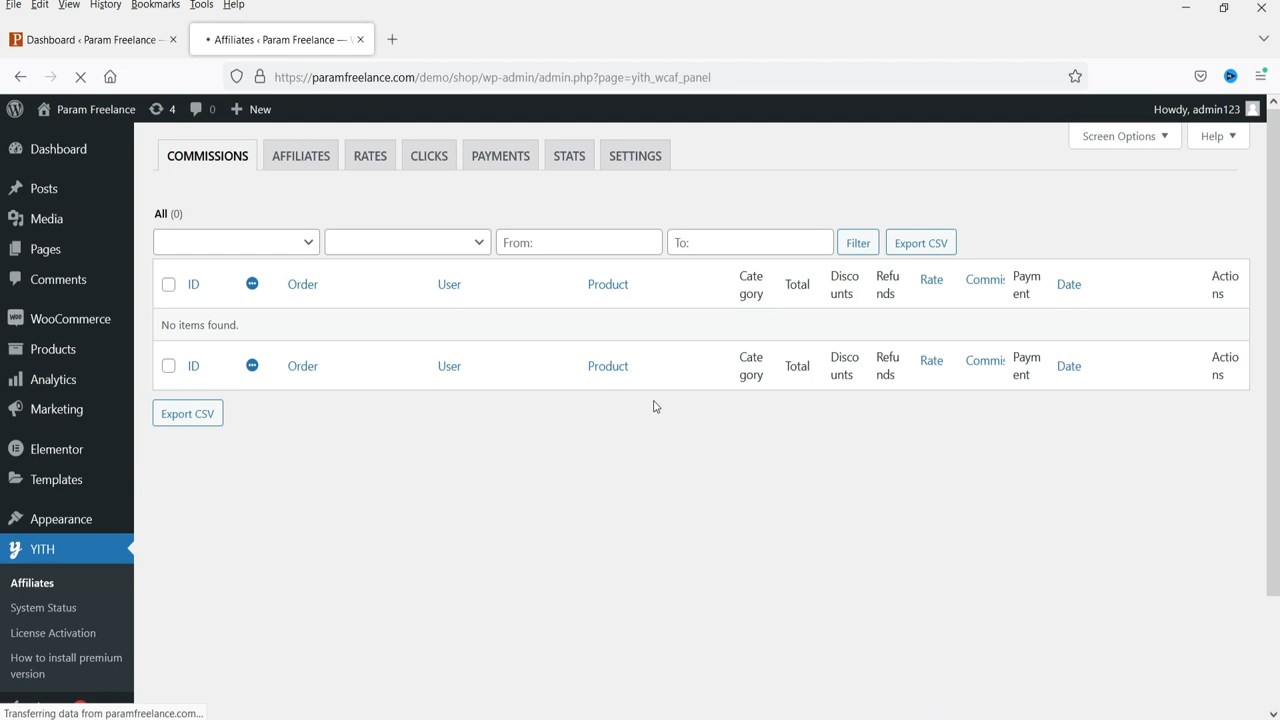 File Edit View History Bookmarks Tools Help
Dashboard ‹ Param Freelance —
Affiliates ‹ Param Freelance —
https://paramfreelance.com/demo/shop/wp-admin/admin.php?page=yith_wcaf_panel
Param Freelance 4 0 New
Howdy, admin123
Screen Options Help
Dashboard
Posts
Media
Pages
Comments
WooCommerce
Products
Analytics
Marketing
Elementor
Templates
Appearance
YITH
Affiliates
System Status
License Activation
How to install premium
version
COMMISSIONS AFFILIATES RATES CLICKS PAYMENTS STATS SETTINGS
All (0)
From: To: Filter Export CSV
ID Order User Product Cate
gory Total Disco
unts Refu
nds Rate Commis Paym
ent Date Actio
ns
No items found.
ID Order User Product Cate
gory Total Disco
unts Refu
nds Rate Commis Paym
ent Date Actio
ns
Export CSV
Transferring data from paramfreelance.com...